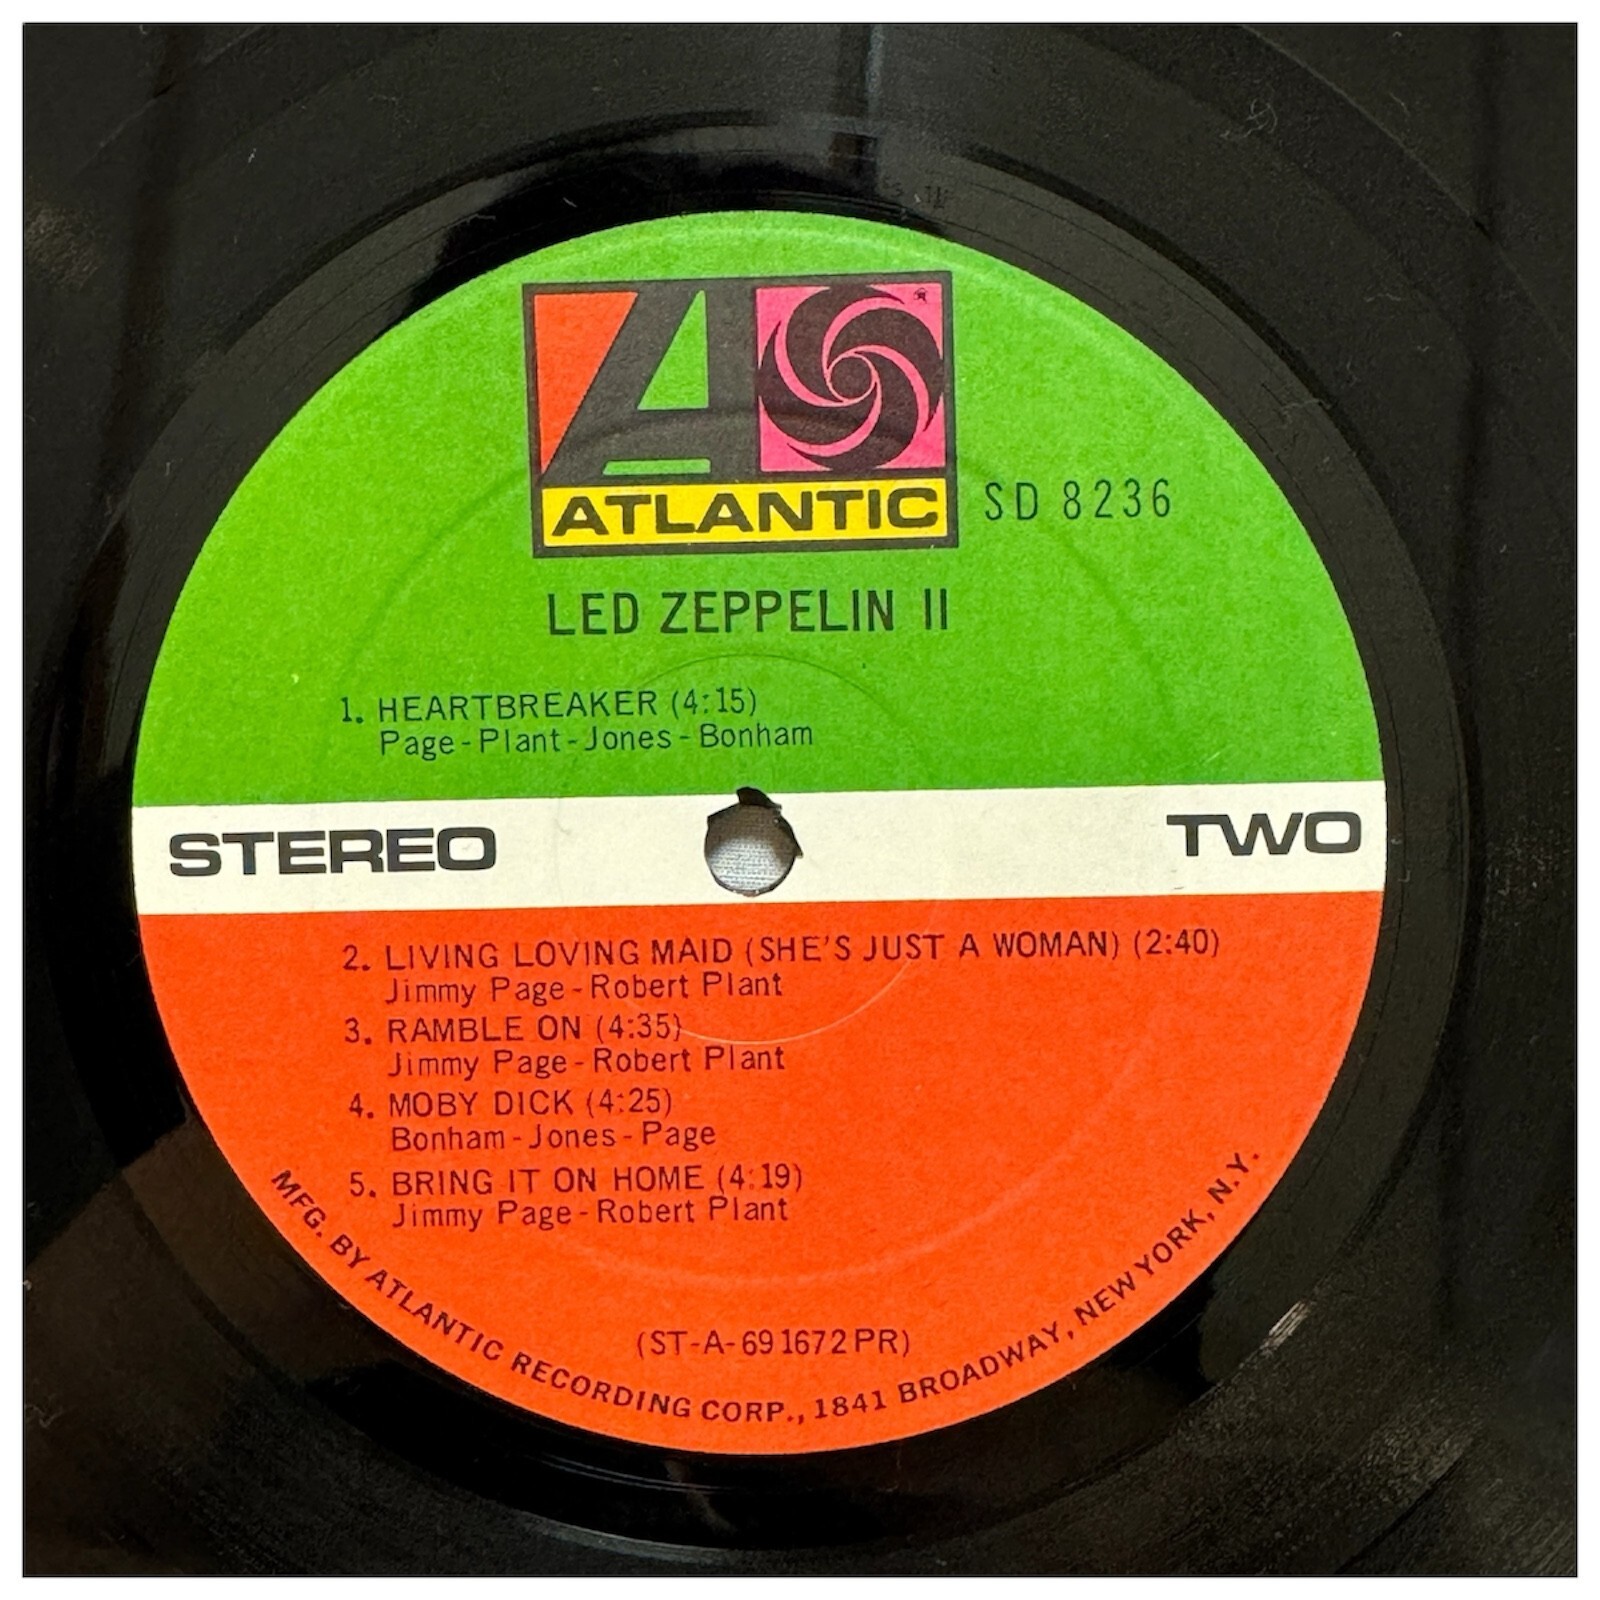 A
ATLANTIC
SD 8236
LED ZEPPELIN II
1. HEARTBREAKER (4:15)
Page-Plant-Jones-Bonham
STEREO
TWO
2. LIVING LOVING MAID (SHE'S JUST A WOMAN) (2:40)
Jimmy Page-Robert Plant
3. RAMBLE ON (4:35)
Jimmy Page-Robert Plant
4. MOBY DICK (4:25)
Bonham-Jones-Page
5. BRING IT ON HOME (4:19)
Jimmy Page-Robert Plant
(ST-A-691672PR)
MFG. BY ATLANTIC RECORDING CORP., 1841 BROADWAY, NEW YORK, N.Y.